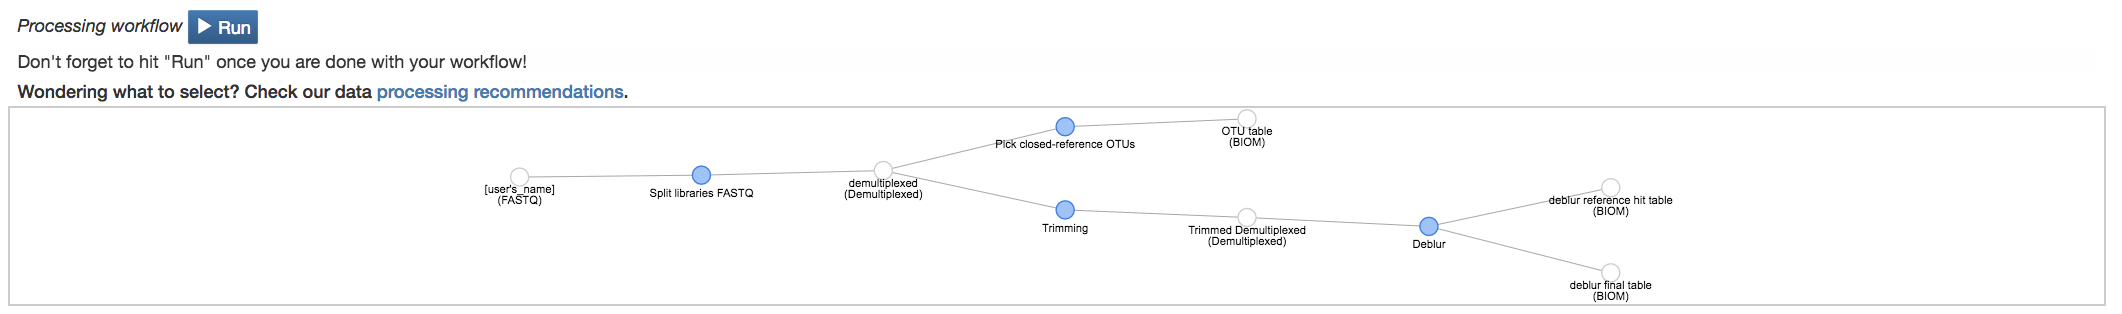 Processing workflow Run
Don't forget to hit "Run" once you are done with your workflow!
Wondering what to select? Check our data processing recommendations.
[user's_name]
(FASTQ)
Split libraries FASTQ
demultiplexed
(Demultiplexed)
Pick closed-reference OTUs
OTU table
(BIOM)
Trimming
Trimmed Demultiplexed
(Demultiplexed)
Deblur
deblur reference hit table
(BIOM)
deblur final table
(BIOM)